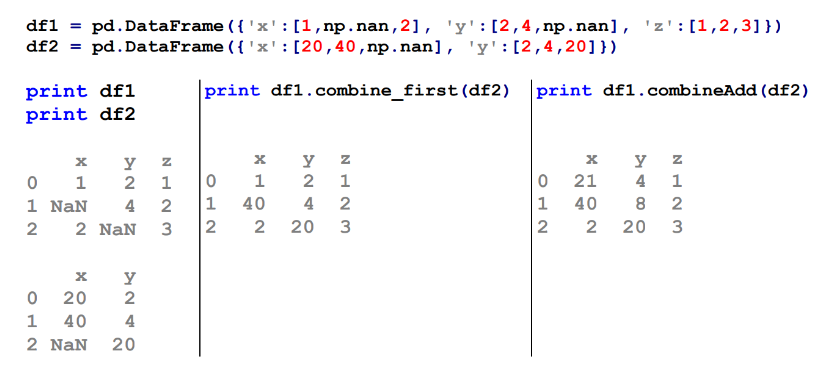 df1 = pd.DataFrame({'x':[1,np.nan,2], 'y':[2,4,np.nan], 'z':[1,2,3]})
df2 = pd.DataFrame({'x':[20,40,np.nan], 'y':[2,4,20]})
print df1
print df2
x y z
0 1 2 1
1 NaN 4 2
2 2 NaN 3
x y
0 20 2
1 40 4
2 NaN 20
print df1.combine_first(df2)
x y z
0 1 2 1
1 40 4 2
2 2 20 3
print df1.combineAdd(df2)
x y z
0 21 4 1
1 40 8 2
2 2 20 3